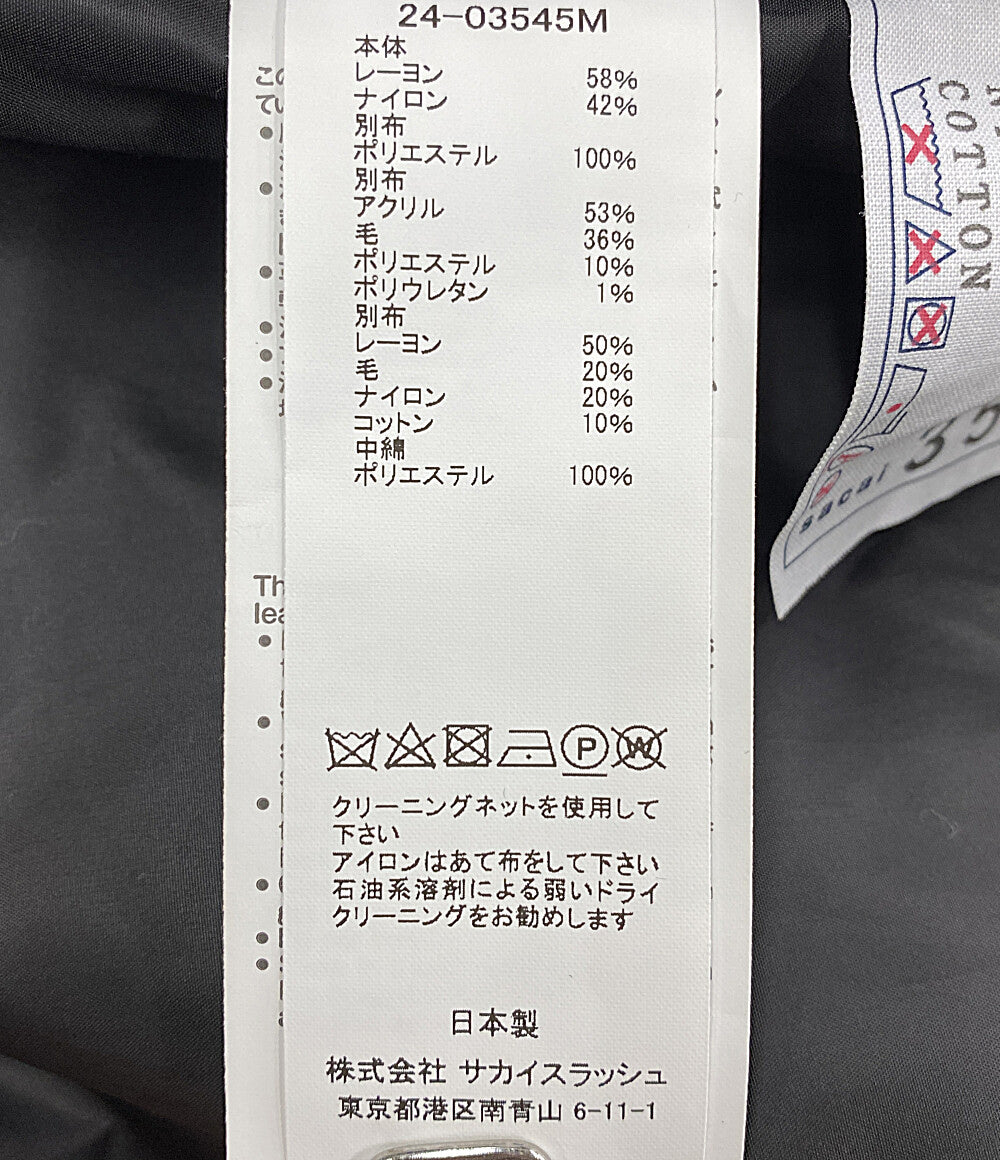 24-03545M
本体
レーヨン 58%
ナイロン 42%
別布
ポリエステル 100%
別布
アクリル 53%
毛 36%
ポリエステル 10%
ポリウレタン 1%
別布
レーヨン 50%
毛 20%
ナイロン 20%
コットン 10%
中綿
ポリエステル 100%
P
W
クリーニングネットを使用して
下さい
アイロンはあて布をして下さい
石油系溶剤による弱いドライ
クリーニングをお勧めします
日本製
株式会社 サカイスラッシュ
東京都港区南青山 6-11-1
COTTON
sacai